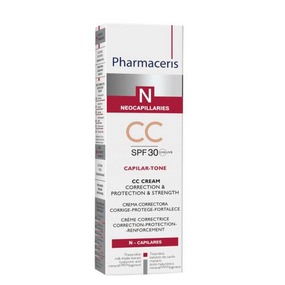 Pharmaceris
N
NEOCAPILLARIES
CC
SPF 30
CAPILAR-TONE
CC CREAM
CORRECTION &
PROTECTION & STRENGTH
CREMA CORRECTORA
CORRIGE-PROTEGE-FORTALECE
CRÈME CORRECTRICE
CORRECTION-PROTECTION-
-RENFORCEMENT
N - CAPILARES